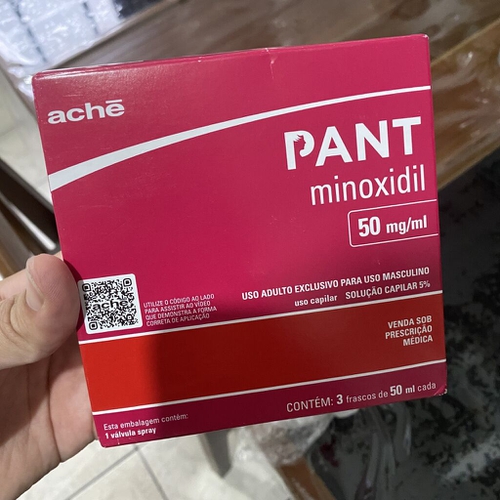 achē
PANT
minoxidil
50 mg/ml
USO ADULTO EXCLUSIVO PARA USO MASCULINO
uso capilar SOLUÇÃO CAPILAR 5%
achē
UTILIZE O CÓDIGO AO LADO
PARA ASSISTIR AO VÍDEO
QUE DEMONSTRA A FORMA
CORRETA DE APLICAÇÃO
VENDA SOB
PRESCRIÇÃO
MÉDICA
Esta embalagem contém:
1 válvula spray
CONTÉM: 3 frascos de 50 ml cada